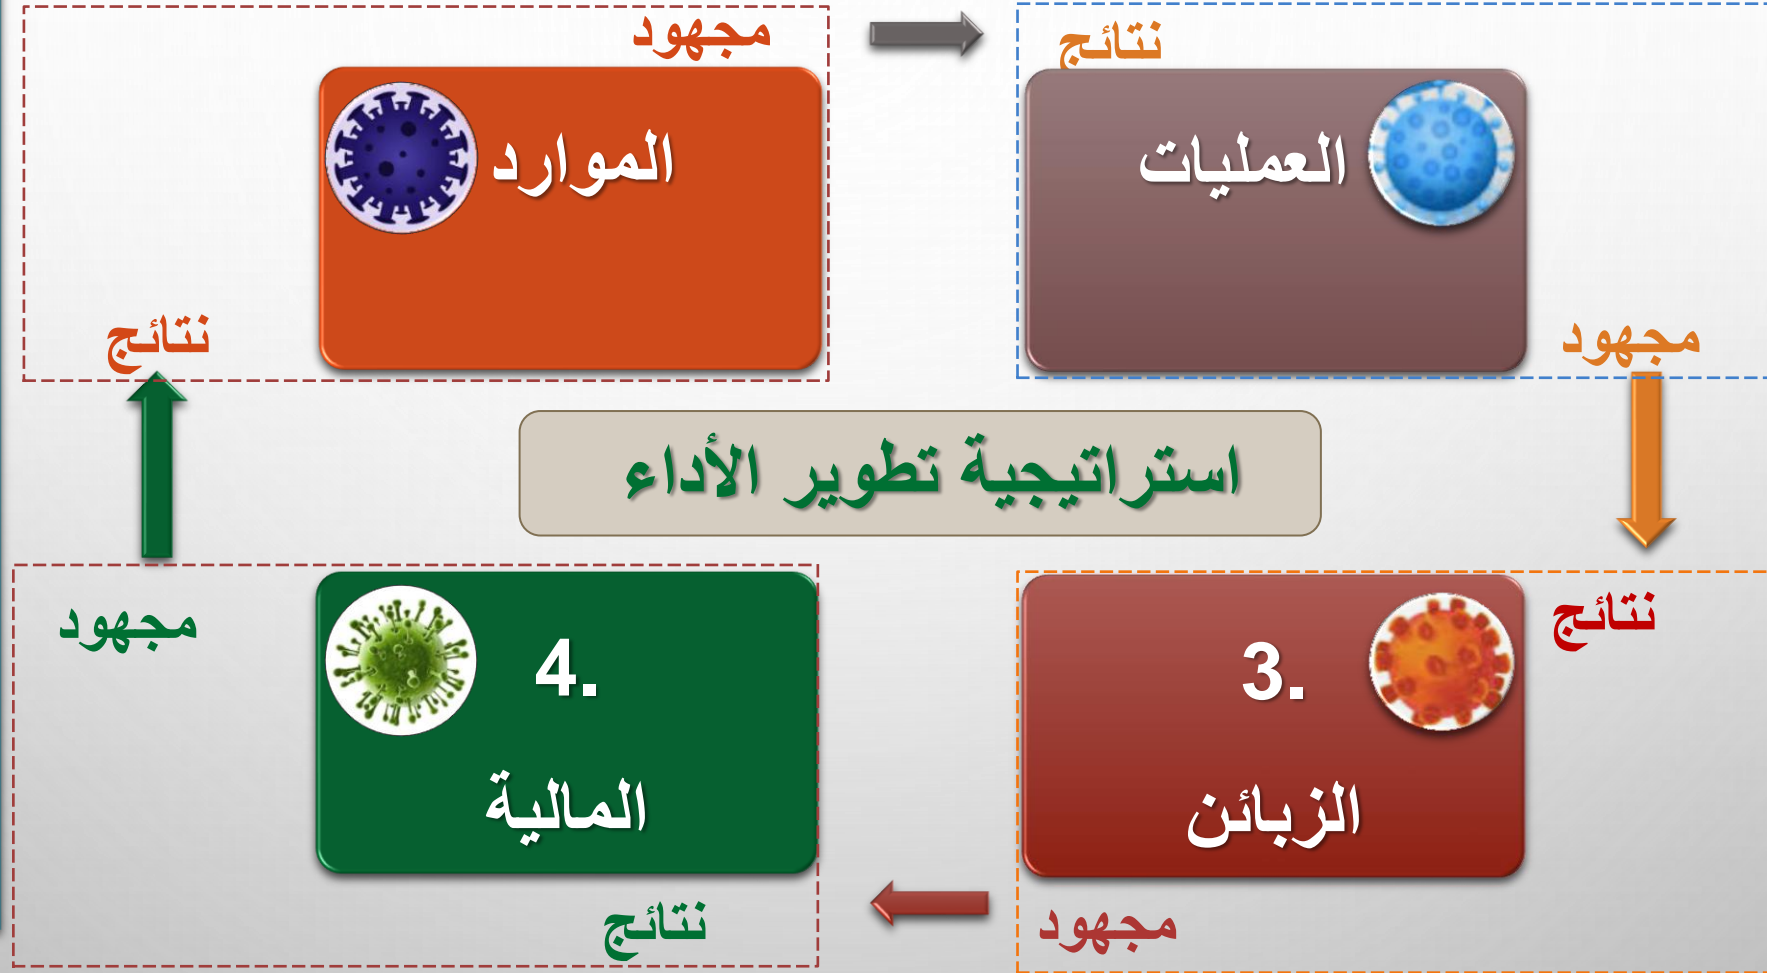 مجهود
نتائج
الموارد
العمليات
نتائج
مجهود
استراتيجية تطوير الأداء
مجهود
نتائج
4.
المالية
3.
الزبائن
نتائج
مجهود